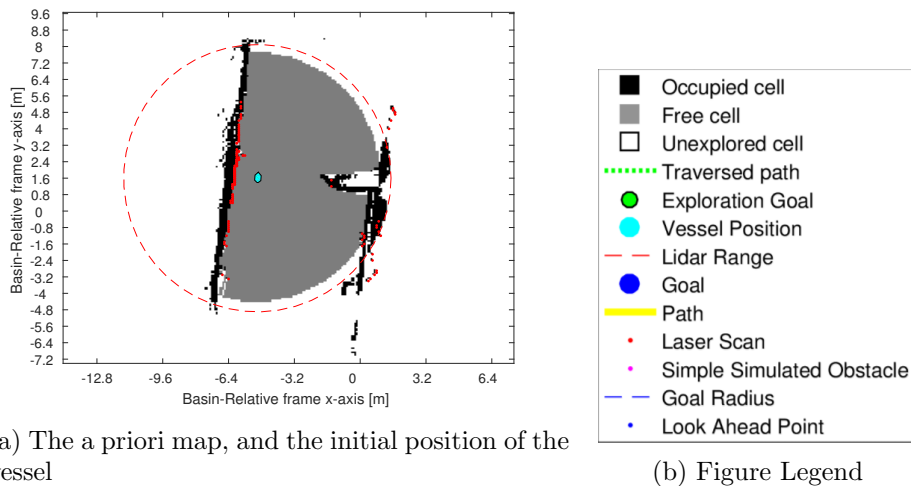 9.6
8.8
8
7.2
6.4
5.6
4.8
4
3.2
2.4
1.6
0.8
0
-0.8
-1.6
-2.4
-3.2
-4
-4.8
-5.6
-6.4
-7.2
Basin-Relative frame y-axis [m]
-12.8 -9.6 -6.4 -3.2 0 3.2 6.4
Basin-Relative frame x-axis [m]
a) The a priori map, and the initial position of the
essel
Occupied cell
Free cell
Unexplored cell
Traversed path
Exploration Goal
Vessel Position
Lidar Range
Goal
Path
Laser Scan
Simple Simulated Obstacle
Goal Radius
Look Ahead Point
(b) Figure Legend